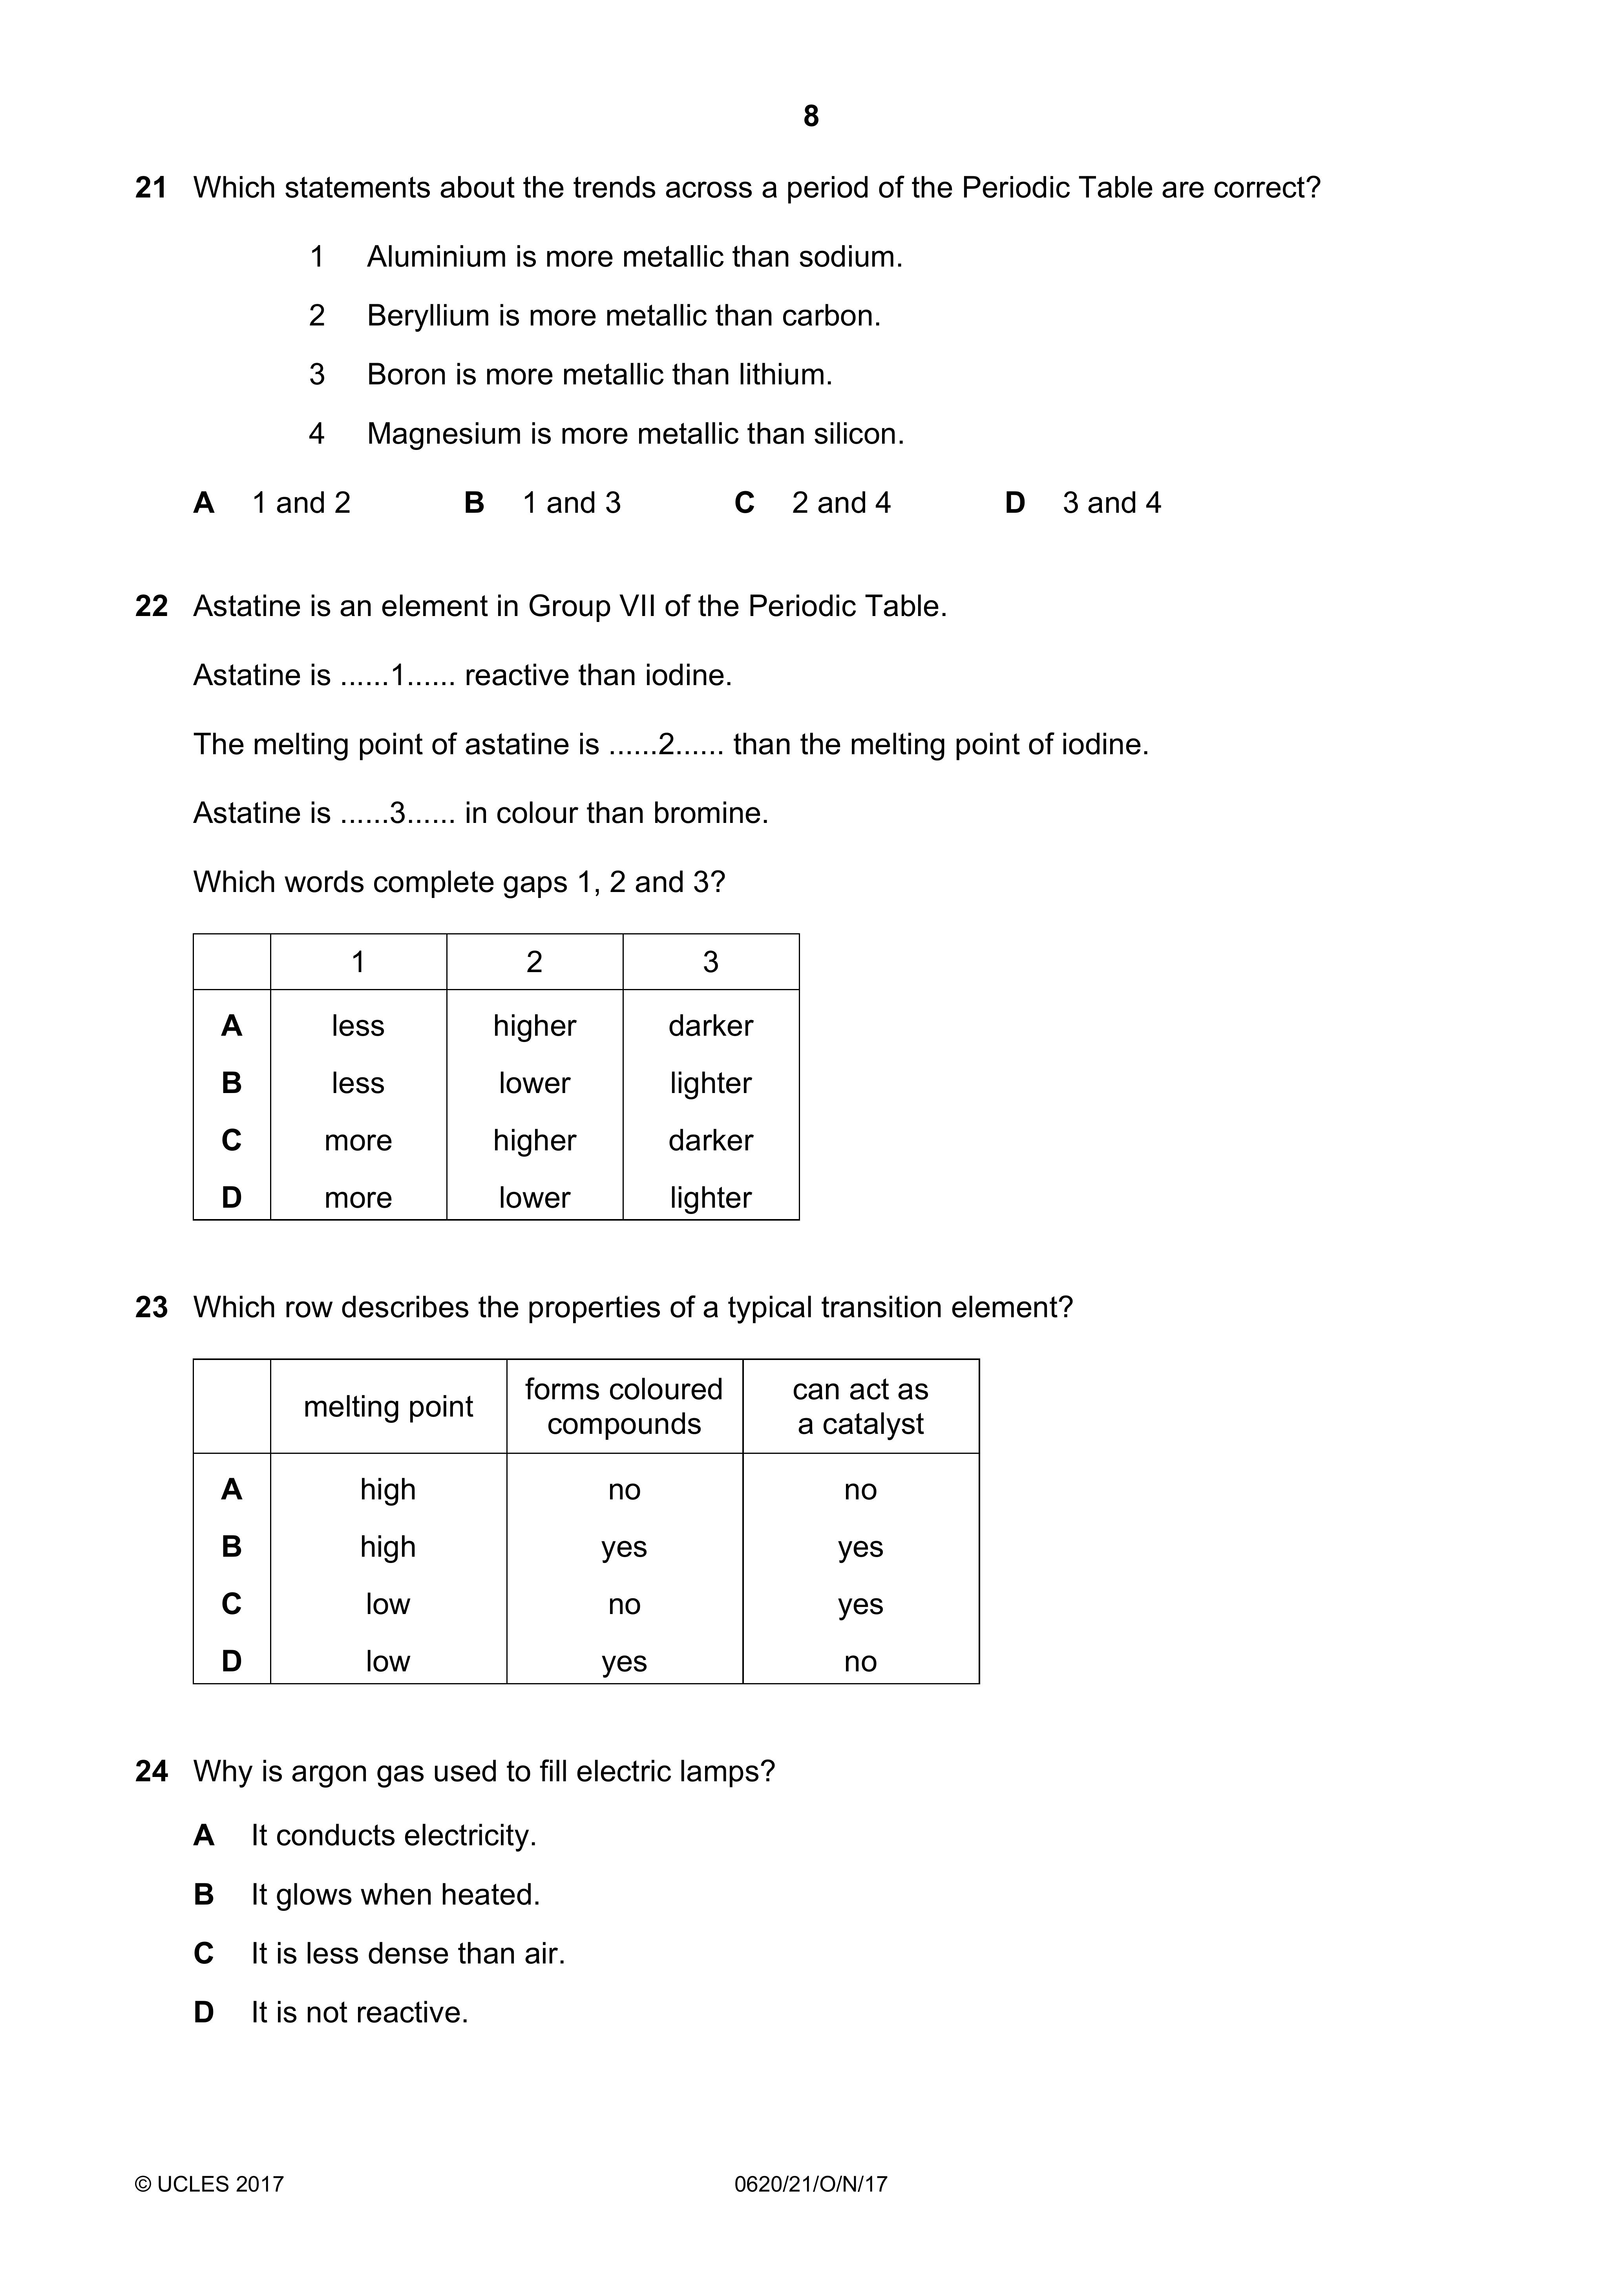 8
21 Which statements about the trends across a period of the Periodic Table are correct?
1 Aluminium is more metallic than sodium.
2 Beryllium is more metallic than carbon.
3 Boron is more metallic than lithium.
4 Magnesium is more metallic than silicon.
A 1 and 2 B 1 and 3 C 2 and 4 D 3 and 4
22 Astatine is an element in Group VII of the Periodic Table.
Astatine is ......1...... reactive than iodine.
The melting point of astatine is ......2...... than the melting point of iodine.
Astatine is ......3...... in colour than bromine.
Which words complete gaps 1, 2 and 3?
1 2 3
A less higher darker
B less lower lighter
C more higher darker
D more lower lighter
23 Which row describes the properties of a typical transition element?
melting point forms coloured compounds can act as a catalyst
A high no no
B high yes yes
C low no yes
D low yes no
24 Why is argon gas used to fill electric lamps?
A It conducts electricity.
B It glows when heated.
C It is less dense than air.
D It is not reactive.
© UCLES 2017 0620/21/O/N/17